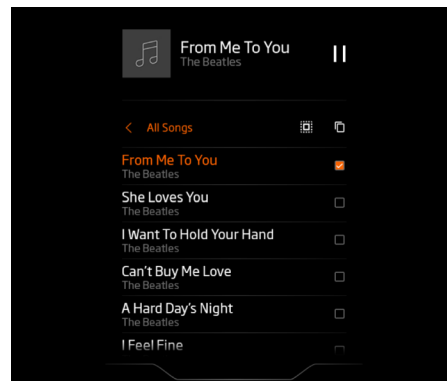 From Me To You
The Beatles
All Songs
From Me To You
The Beatles
She Loves You
The Beatles
I Want To Hold Your Hand
The Beatles
Can't Buy Me Love
The Beatles
A Hard Day's Night
The Beatles
I Feel Fine